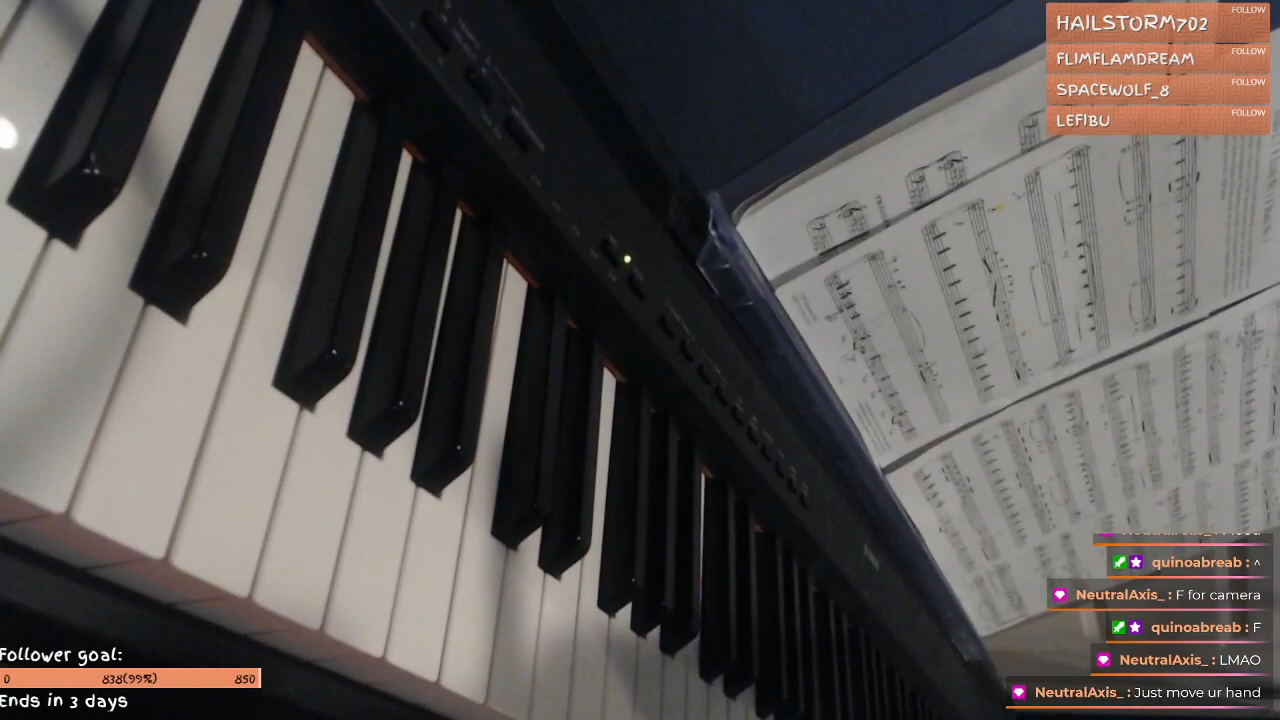 HAILSTORM702 FOLLOW
FLIMFLAMDREAM FOLLOW
SPACEWOLF_8 FOLLOW
LEFIBU FOLLOW
quinoabreab : ^
NeutralAxis_ : F for camera
quinoabreab : F
NeutralAxis_ : LMAO
NeutralAxis_ : Just move ur hand
Follower goal:
0 838(99%) 850
Ends in 3 days